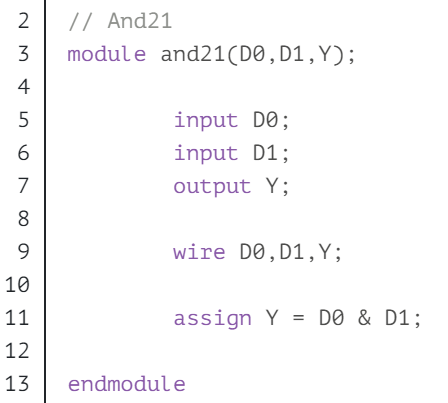 2 // And21
3 module and21(D0,D1,Y);
4
5 input D0;
6 input D1;
7 output Y;
8
9 wire D0,D1,Y;
10
11 assign Y = D0 & D1;
12
13 endmodule